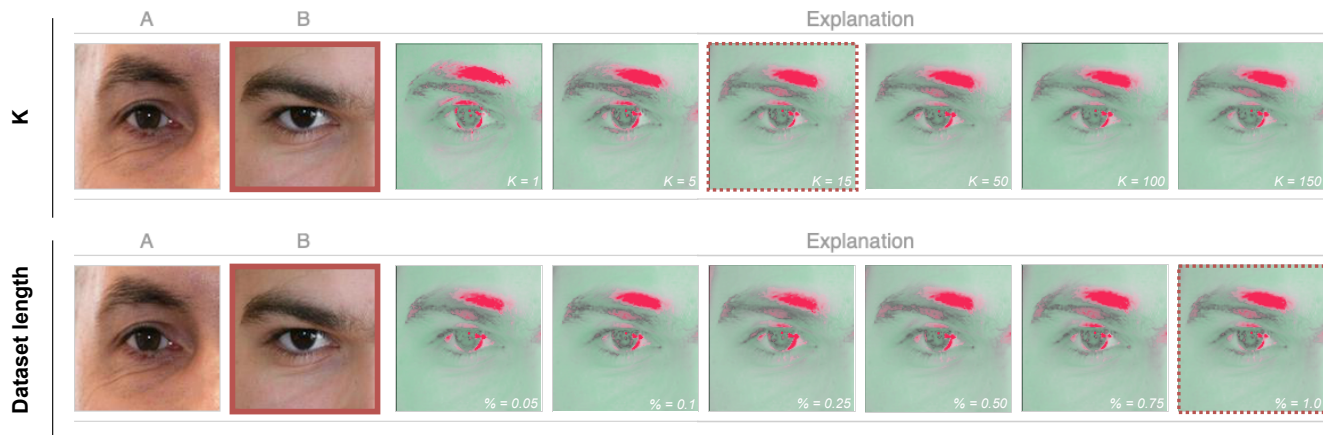 A B Explanation
K
K = 1 K = 5 K = 15 K = 50 K = 100 K = 150
A B Explanation
Dataset length
% = 0.05 % = 0.1 % = 0.25 % = 0.50 % = 0.75 % = 1.0